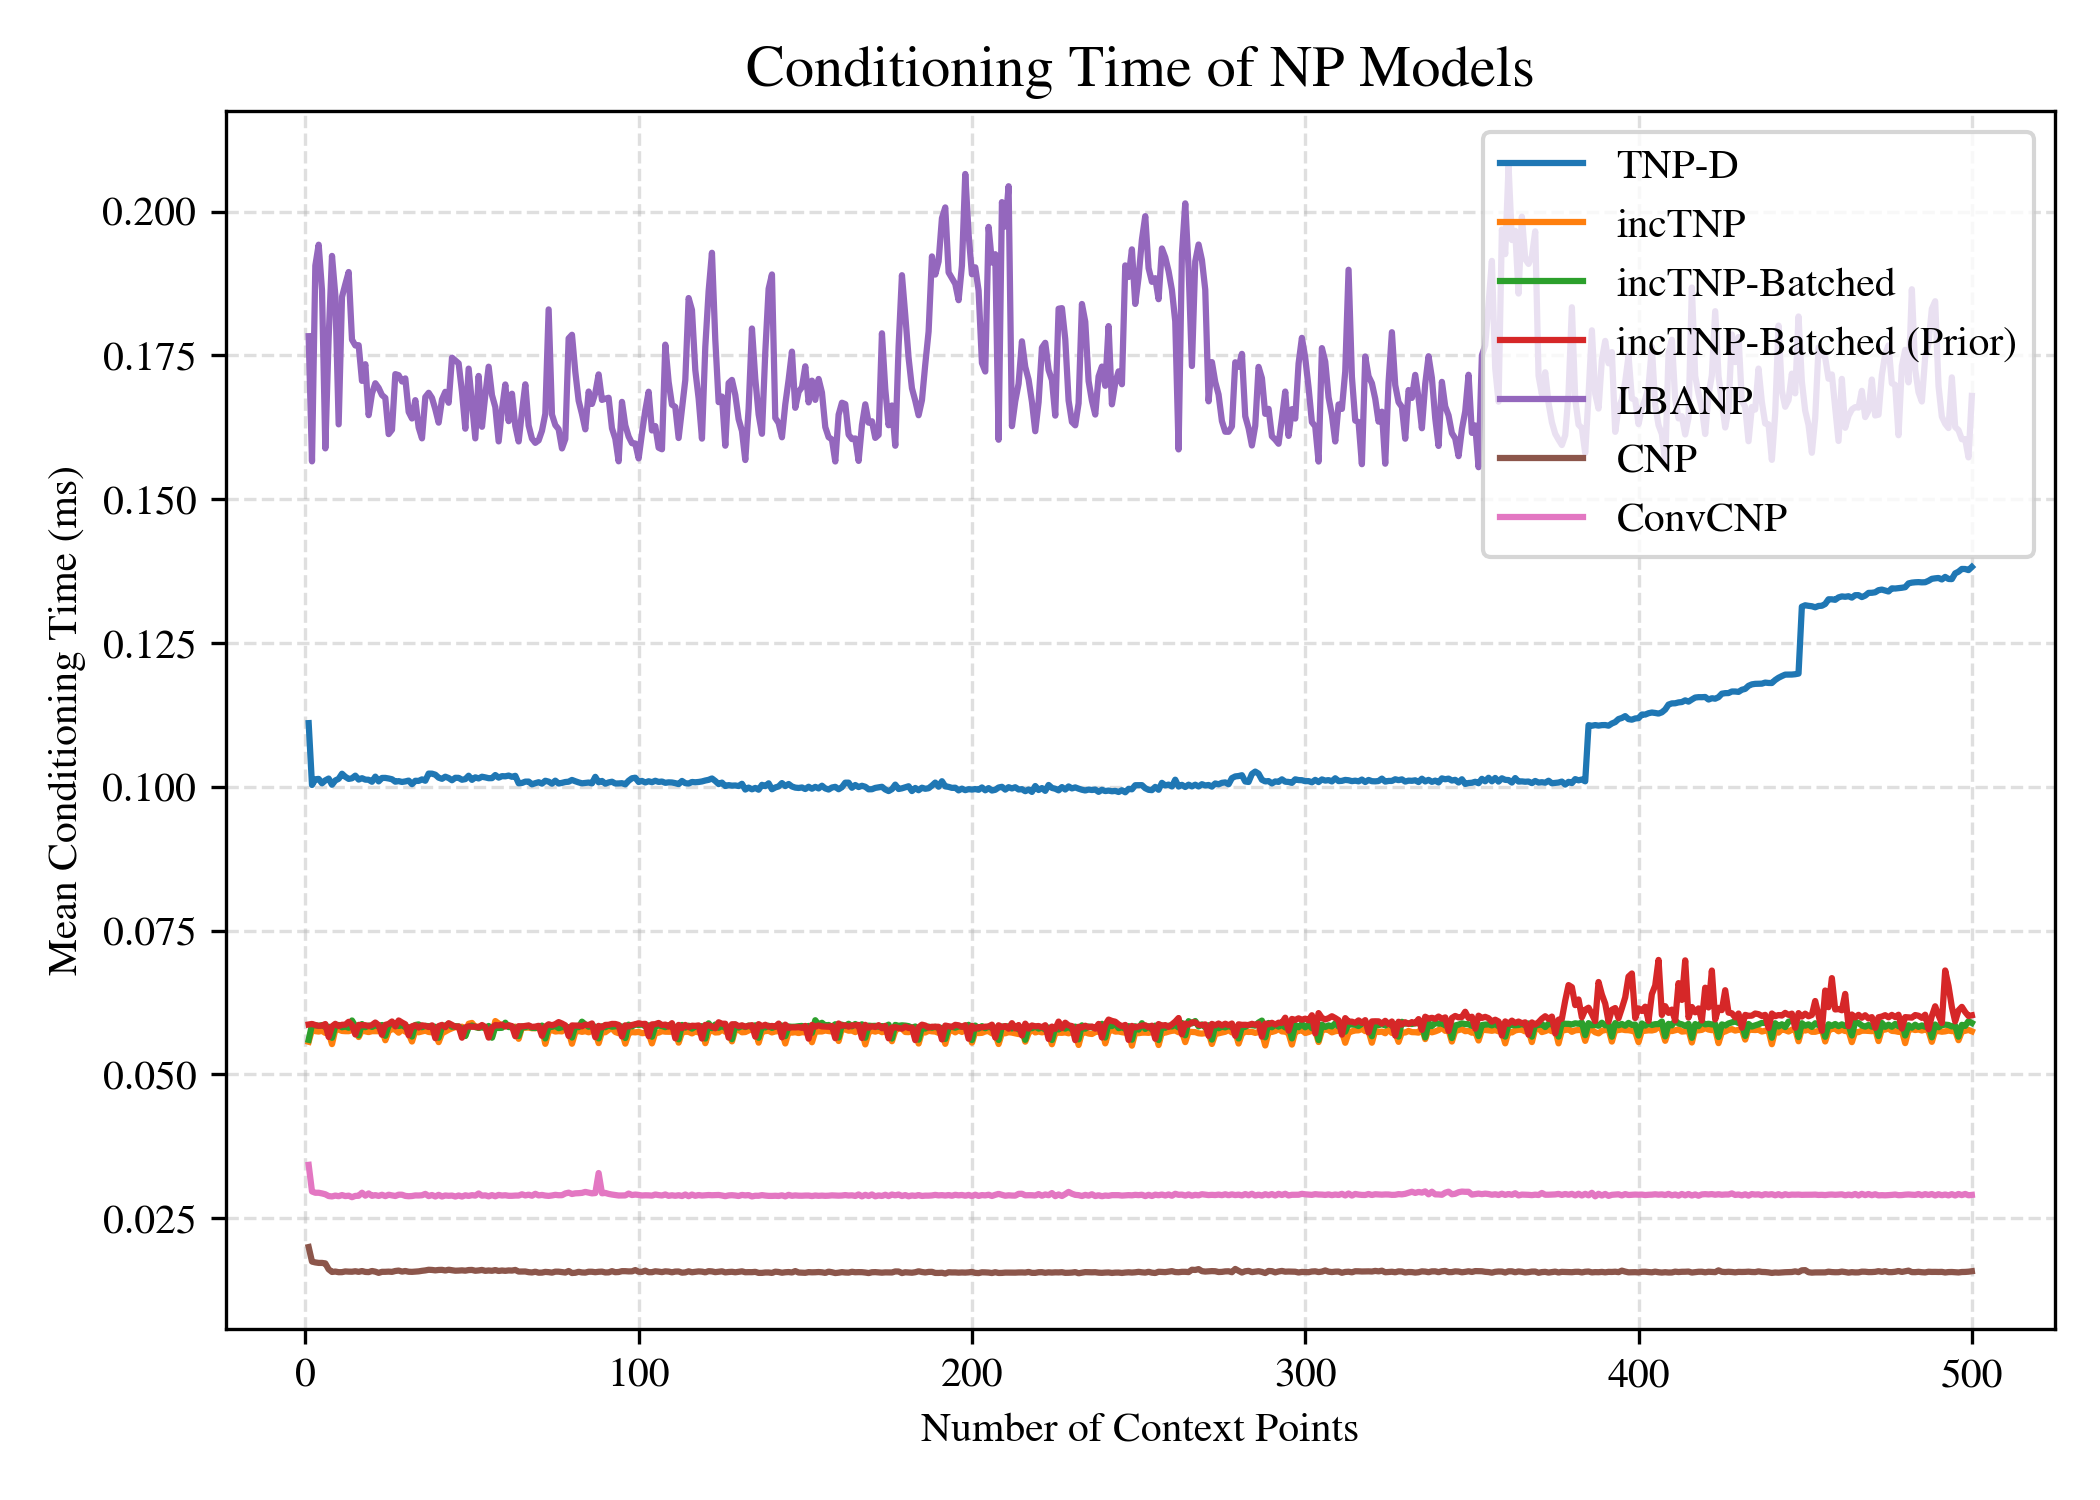 Conditioning Time of NP Models
Mean Conditioning Time (ms)
0.200
0.175
0.150
0.125
0.100
0.075
0.050
0.025
TNP-D
incTNP
incTNP-Batched
incTNP-Batched (Prior)
LBANP
CNP
ConvCNP
0 100 200 300 400 500
Number of Context Points